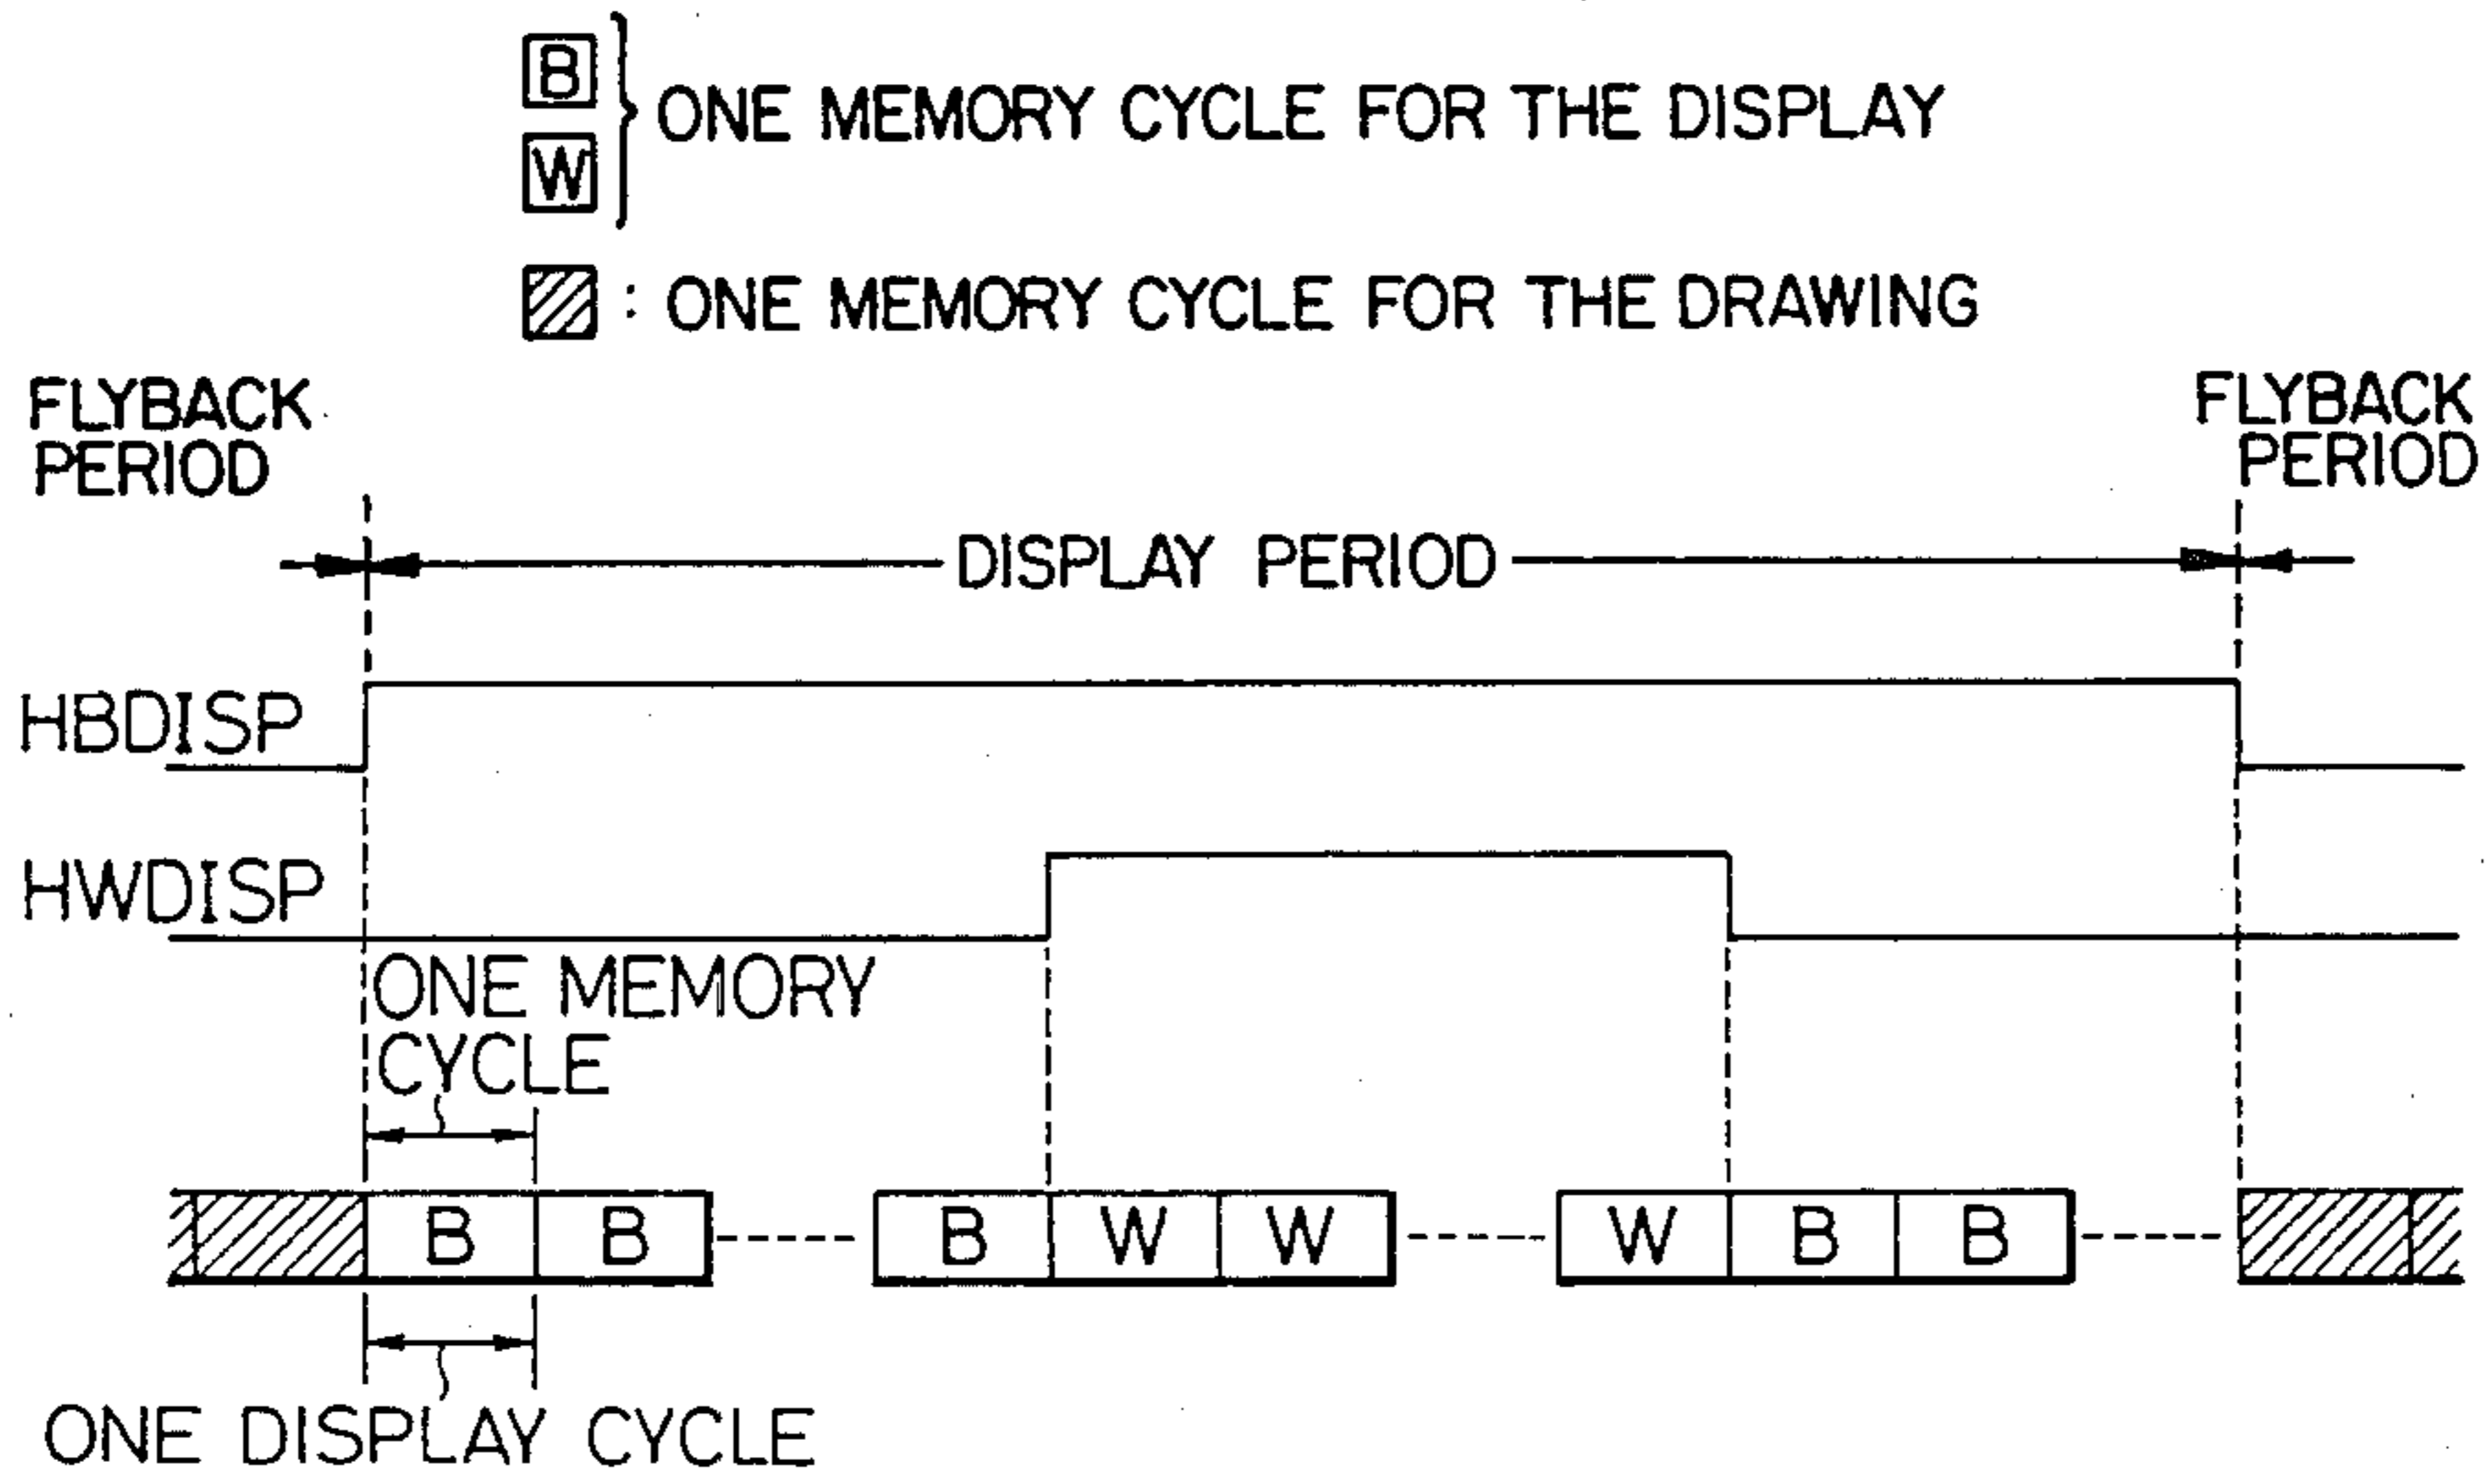 B
W
ONE MEMORY CYCLE FOR THE DISPLAY
: ONE MEMORY CYCLE FOR THE DRAWING
FLYBACK
PERIOD
FLYBACK
PERIOD
DISPLAY PERIOD
HBDISP
HWDISP
ONE MEMORY
CYCLE
B B B W W W B B
ONE DISPLAY CYCLE